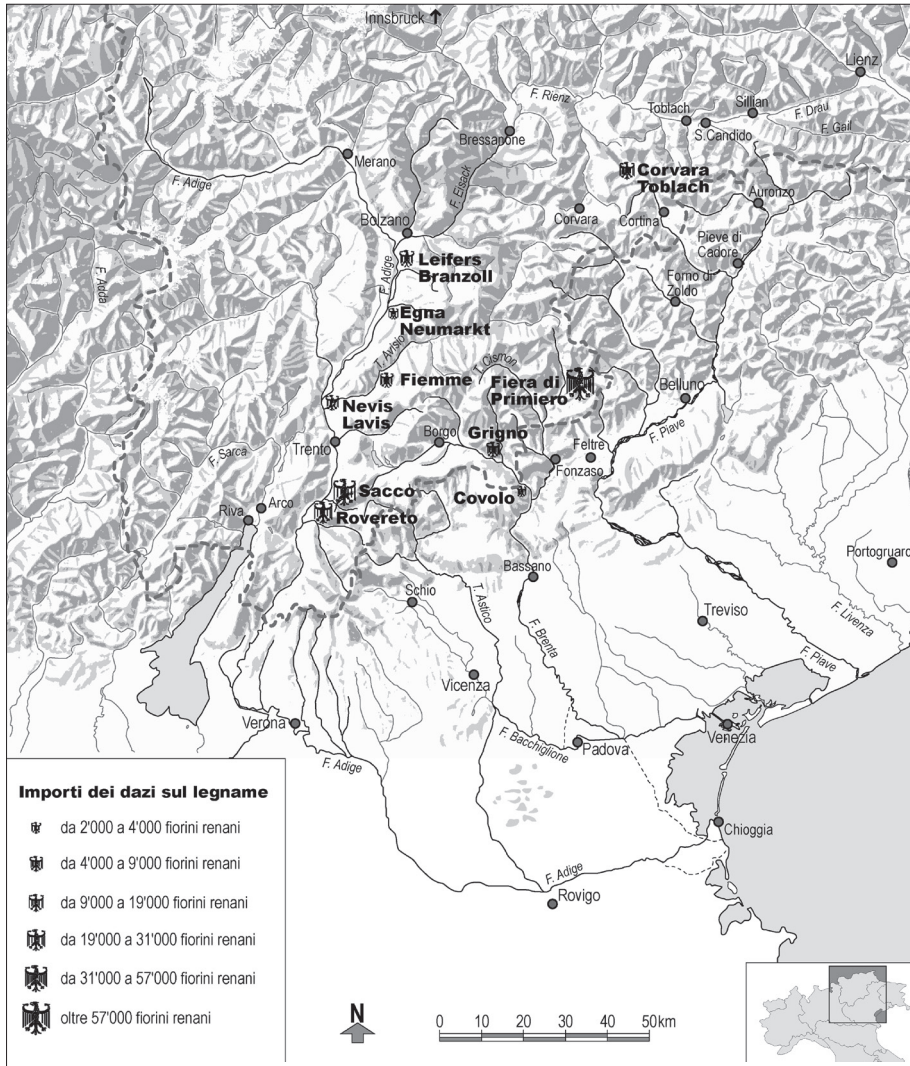 Innsbruck
Lienz
F. Rienz
Toblach
Sillian
F. Drau
S.Candido
F. Gail
Bressanone
Merano
F. Adige
F. Eisack
Corvara
Toblach
Auronzo
Corvara
Cortina
Bolzano
Pieve di
Cadore
F. Adige
Leifers
Branzoll
F. Adda
Forno di
Zoldo
Egna
Neumarkt
T. Avisio
T. Cismon
Fiemme
Fiera di
Primiero
Belluno
Nevis
Lavis
Grigno
Borgo
Trento
Feltre
F. Piave
Fonzaso
F. Sarca
Sacco
Covolo
Arco
Riva
Rovereto
Portogruaro
Bassano
Schio
T. Astico
Treviso
F. Livenza
F. Brenta
F. Piave
Vicenza
Verona
Venezia
F. Bacchiglione
Padova
F. Adige
Chioggia
F. Adige
Rovigo
Importi dei dazi sul legname
da 2'000 a 4'000 fiorini renani
da 4'000 a 9'000 fiorini renani
da 9'000 a 19'000 fiorini renani
da 19'000 a 31'000 fiorini renani
da 31'000 a 57'000 fiorini renani
oltre 57'000 fiorini renani
N
0 10 20 30 40 50km